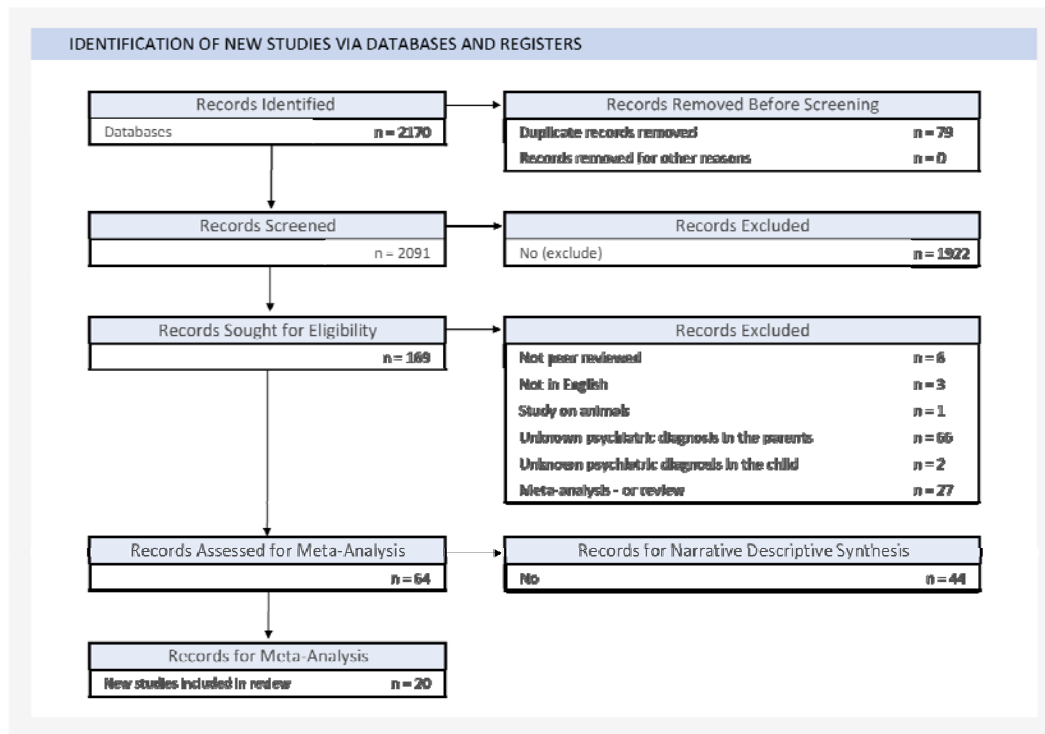 IDENTIFICATION OF NEW STUDIES VIA DATABASES AND REGISTERS
Records Identified
Databases n = 2170
Records Removed Before Screening
Duplicate records removed n = 79
Records removed for other reasons n = 0
Records Screened
n = 2091
Records Excluded
No (exclude) n = 1922
Records Sought for Eligibility
n = 169
Records Excluded
Not peer reviewed n = 6
Not in English n = 3
Study on animals n = 1
Unknown psychiatric diagnosis in the parents n = 66
Unknown psychiatric diagnosis in the child n = 2
Meta-analysis - or review n = 27
Records Assessed for Meta-Analysis
n = 64
Records for Narrative Descriptive Synthesis
No n = 44
Records for Meta-Analysis
New studies included in review n = 20